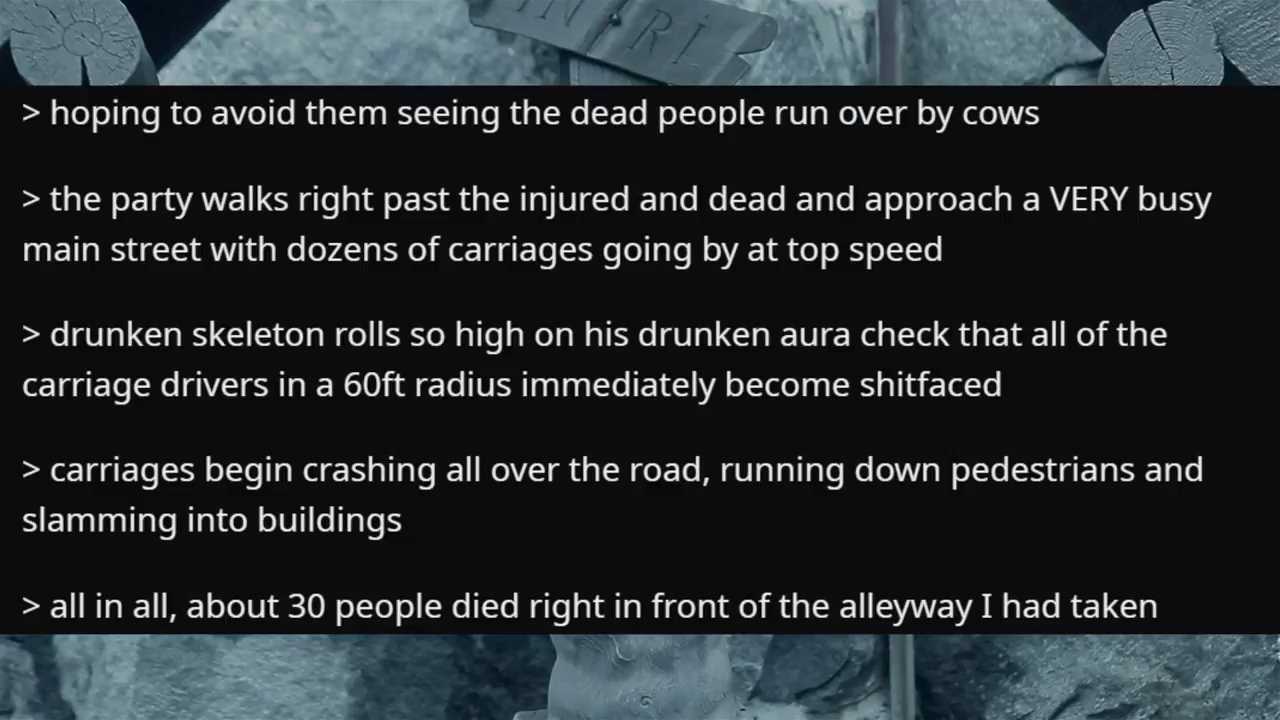 INRI
> hoping to avoid them seeing the dead people run over by cows
> the party walks right past the injured and dead and approach a VERY busy
main street with dozens of carriages going by at top speed
> drunken skeleton rolls so high on his drunken aura check that all of the
carriage drivers in a 60ft radius immediately become shitfaced
> carriages begin crashing all over the road, running down pedestrians and
slamming into buildings
> all in all, about 30 people died right in front of the alleyway I had taken